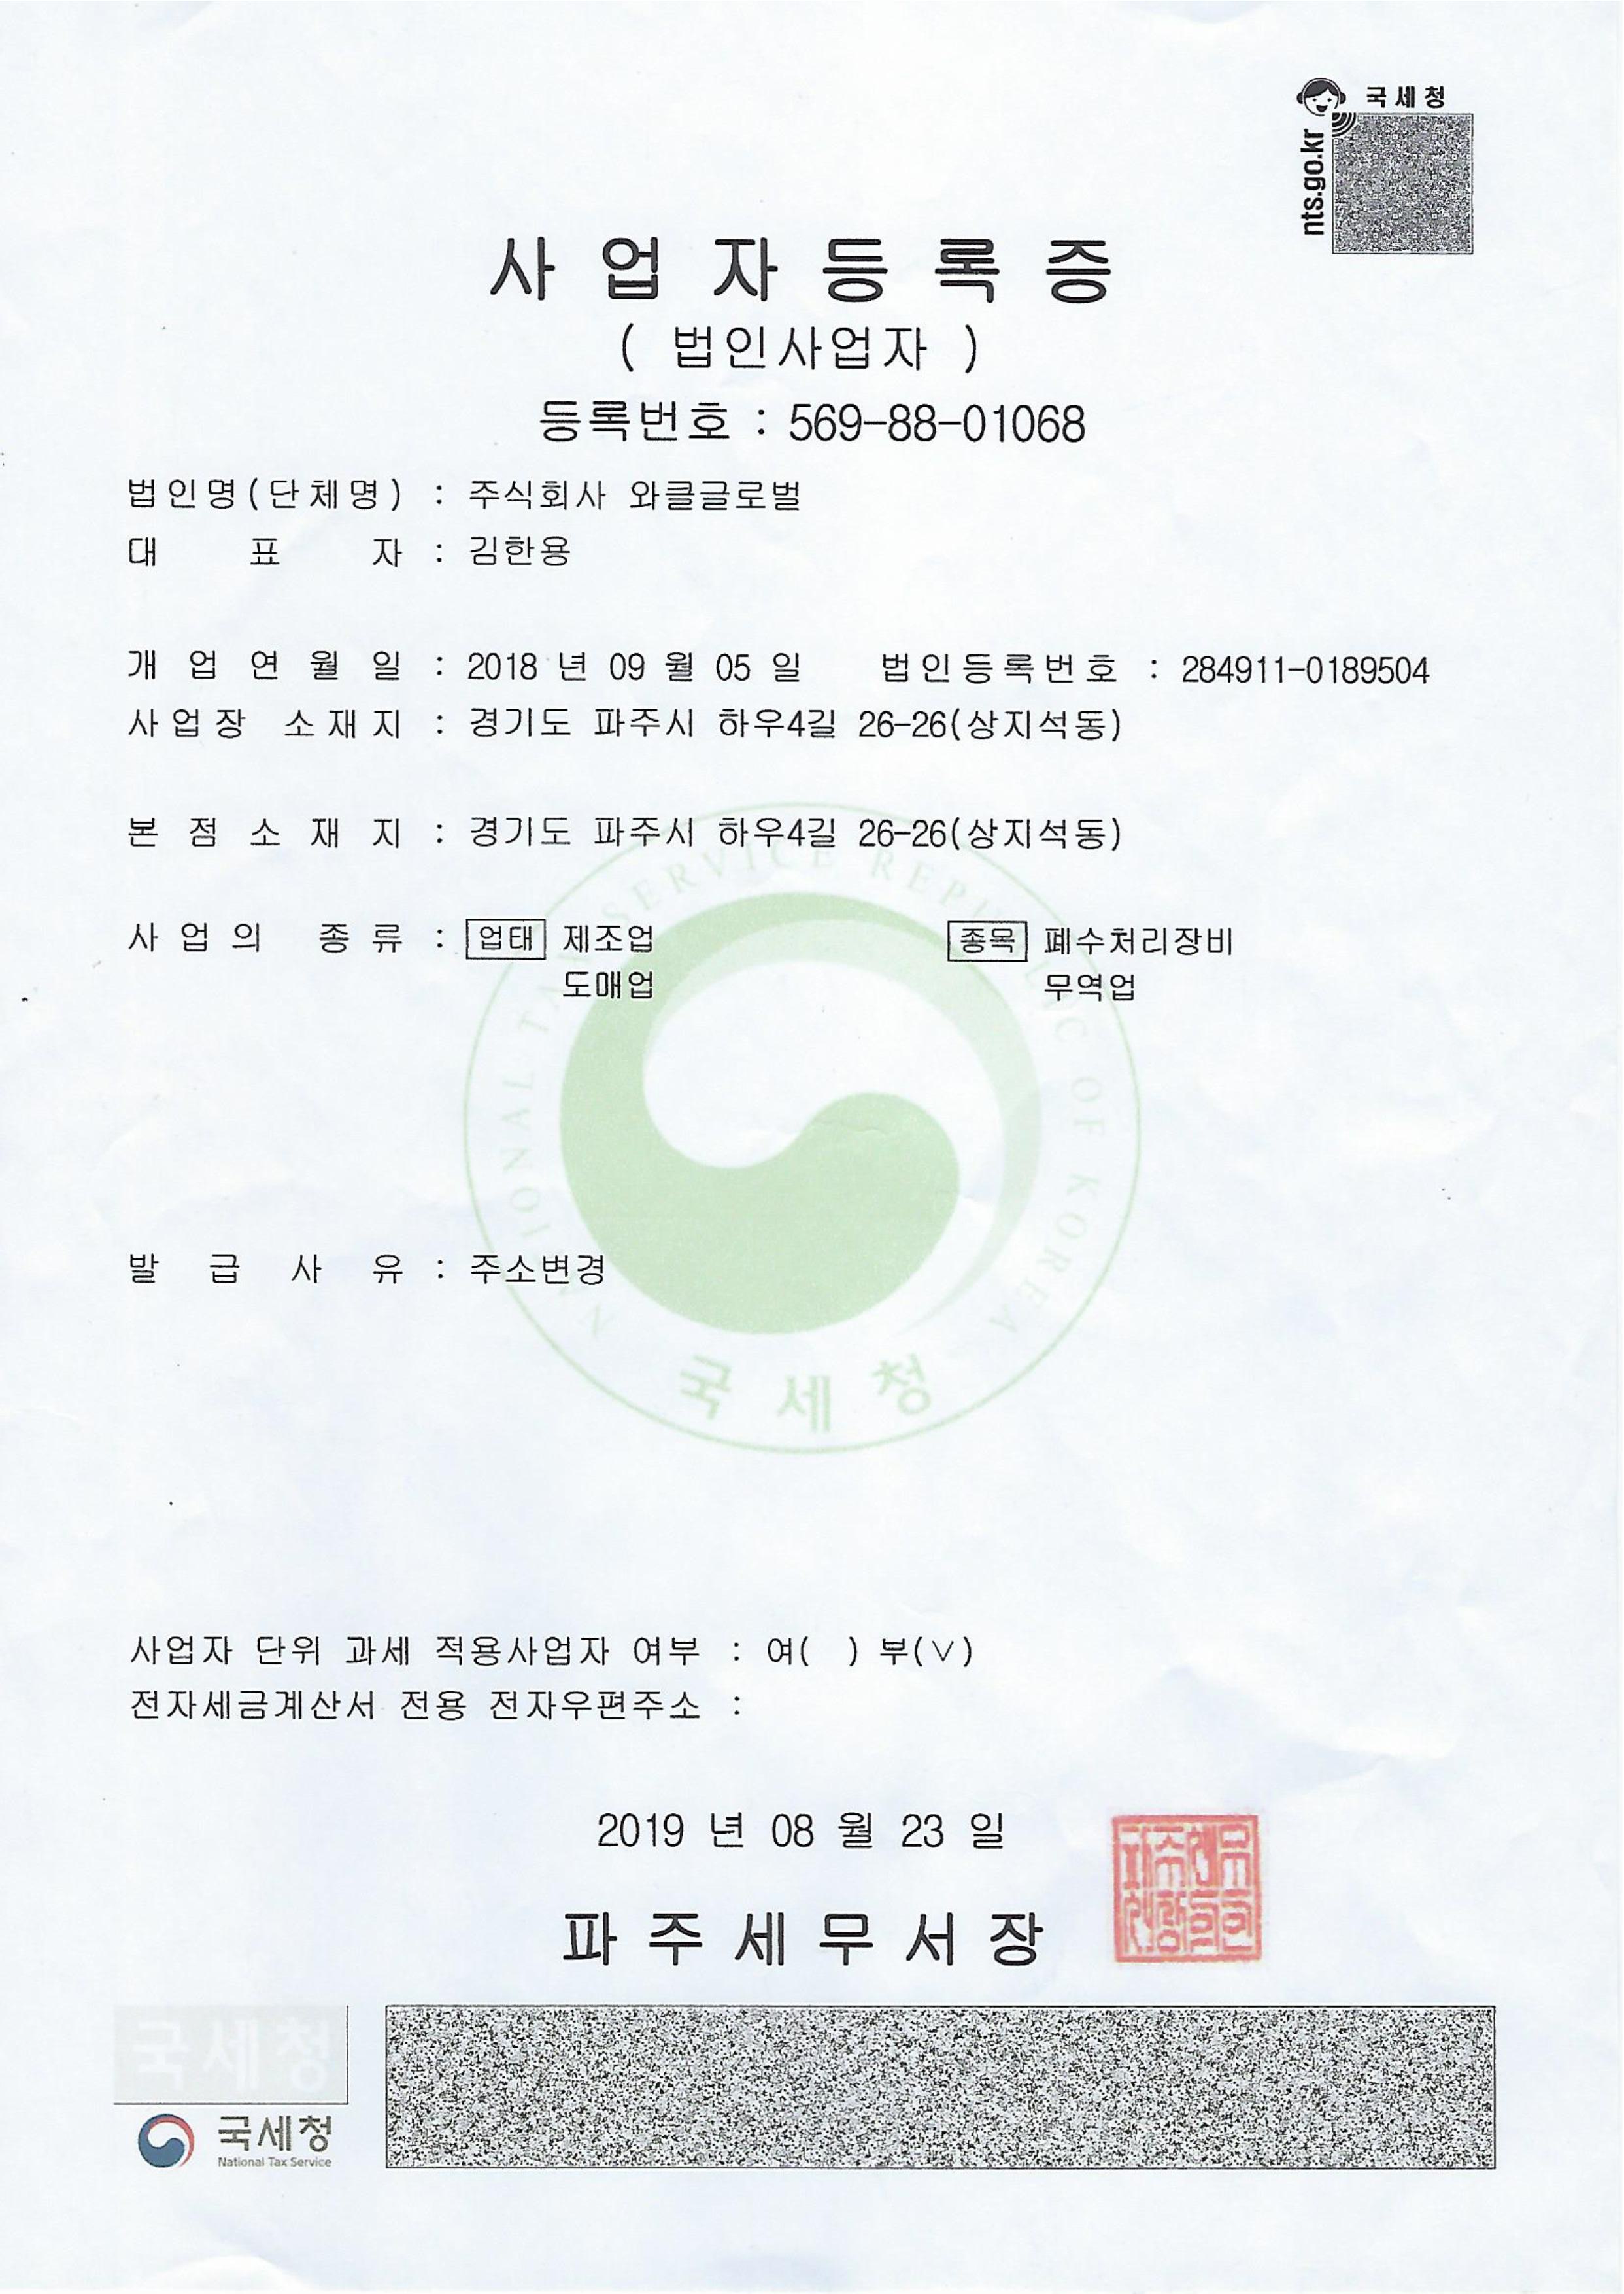 국세청
nts.go.kr
사업자등록증
( 법인사업자 )
등록번호 : 569-88-01068
법인명(단체명) : 주식회사 와클글로벌
대 표 자 : 김한용
개 업 연 월 일 : 2018 년 09 월 05 일 법인등록번호 : 284911-0189504
사업장 소재지 : 경기도 파주시 하우4길 26-26(상지석동)
본 점 소 재 지 : 경기도 파주시 하우4길 26-26(상지석동)
사업의 종류 : 업태 제조업 종목 폐수처리장비
도매업 무역업
NATIONAL TAX SERVICE REPUBLIC OF KOREA
발 급 사 유 : 주소변경
국세청
사업자 단위 과세 적용사업자 여부 : 여( ) 부(∨)
전자세금계산서 전용 전자우편주소 :
2019 년 08 월 23 일
파주세무서장
국세청
국세청
National Tax Service